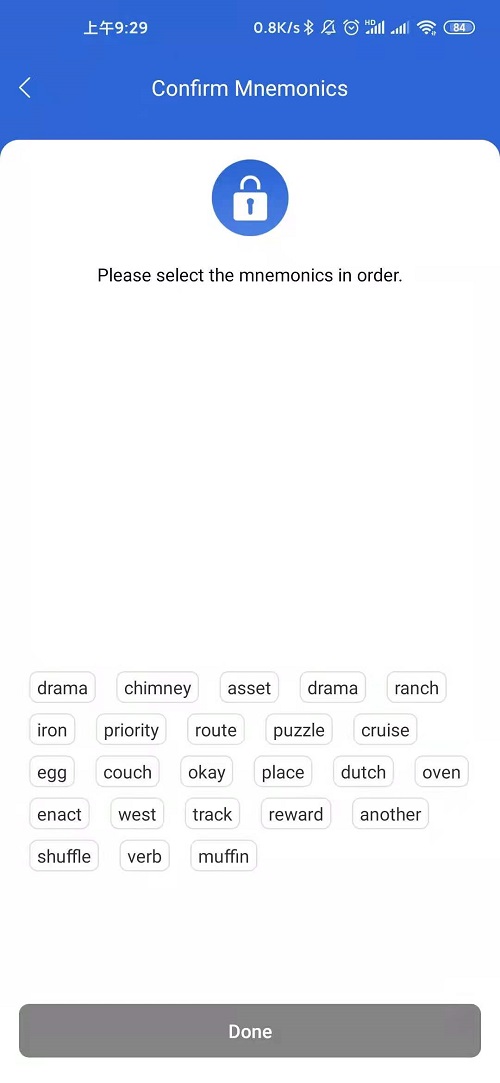 上午9:29 0.8K/s HD 84
Confirm Mnemonics
Please select the mnemonics in order.
drama chimney asset drama ranch
iron priority route puzzle cruise
egg couch okay place dutch oven
enact west track reward another
shuffle verb muffin
Done